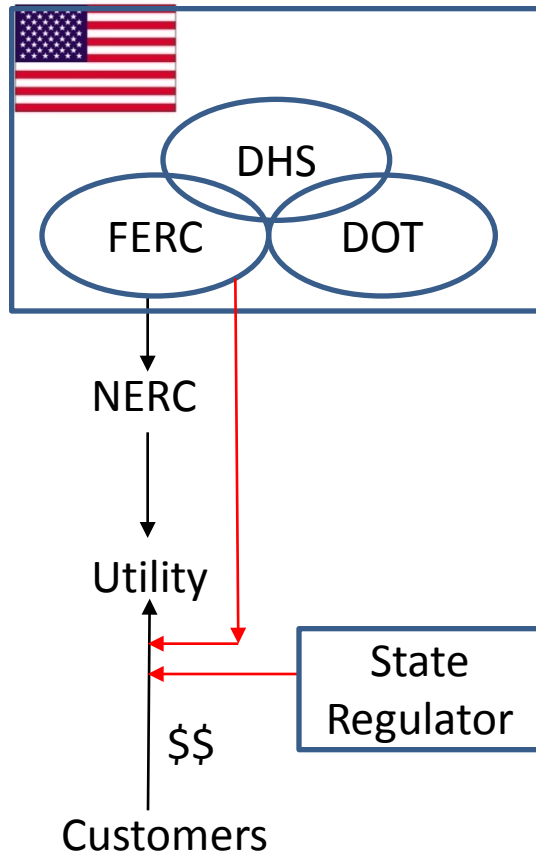 DHS
FERC
DOT
NERC
Utility
State
Regulator
$$
Customers